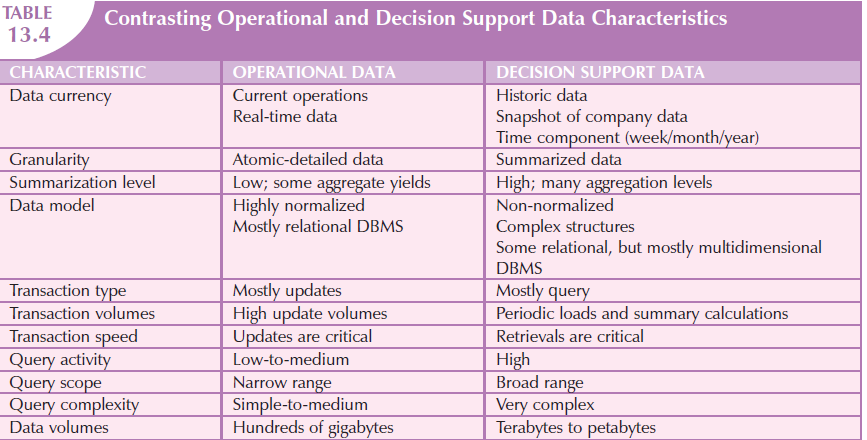 TABLE
13.4
Contrasting Operational and Decision Support Data Characteristics
CHARACTERISTIC OPERATIONAL DATA DECISION SUPPORT DATA
Data currency Current operations Historic data
Real-time data Snapshot of company data
Time component (week/month/year)
Granularity Atomic-detailed data Summarized data
Summarization level Low; some aggregate yields High; many aggregation levels
Data model Highly normalized Non-normalized
Mostly relational DBMS Complex structures
Some relational, but mostly multidimensional
DBMS
Transaction type Mostly updates Mostly query
Transaction volumes High update volumes Periodic loads and summary calculations
Transaction speed Updates are critical Retrievals are critical
Query activity Low-to-medium High
Query scope Narrow range Broad range
Query complexity Simple-to-medium Very complex
Data volumes Hundreds of gigabytes Terabytes to petabytes